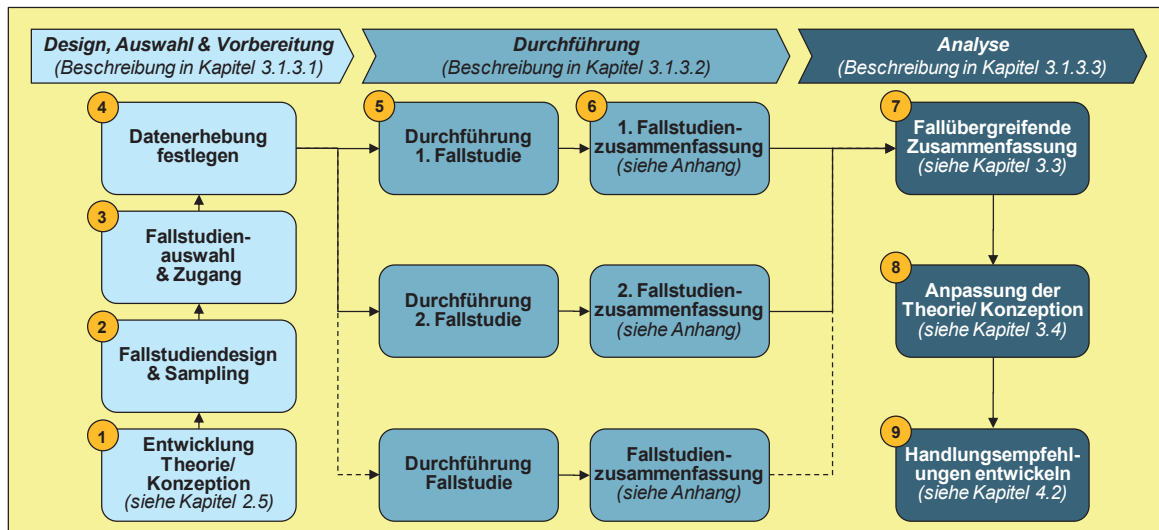 Design, Auswahl & Vorbereitung
(Beschreibung in Kapitel 3.1.3.1)
Durchführung
(Beschreibung in Kapitel 3.1.3.2)
Analyse
(Beschreibung in Kapitel 3.1.3.3)
4
Datenerhebung
festlegen
3
Fallstudien-
auswahl
& Zugang
2
Fallstudiendesign
& Sampling
1
Entwicklung
Theorie/
Konzeption
(siehe Kapitel 2.5)
5
Durchführung
1. Fallstudie
6
1. Fallstudien-
zusammenfassung
(siehe Anhang)
Durchführung
2. Fallstudie
2. Fallstudien-
zusammenfassung
(siehe Anhang)
Durchführung
Fallstudie
Fallstudien-
zusammenfassung
(siehe Anhang)
7
Fallübergreifende
Zusammenfassung
(siehe Kapitel 3.3)
8
Anpassung der
Theorie/ Konzeption
(siehe Kapitel 3.4)
9
Handlungsempfeh-
lungen entwickeln
(siehe Kapitel 4.2)